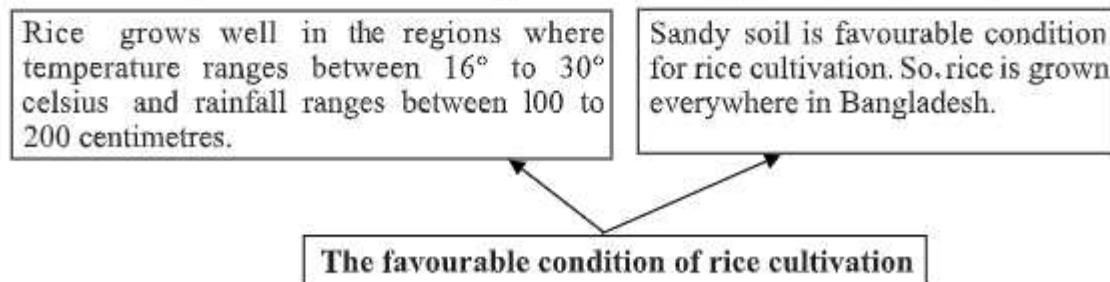 Rice grows well in the regions where
temperature ranges between 16° to 30°
celsius and rainfall ranges between 100 to
200 centimetres.
Sandy soil is favourable condition
for rice cultivation. So, rice is grown
everywhere in Bangladesh.
The favourable condition of rice cultivation